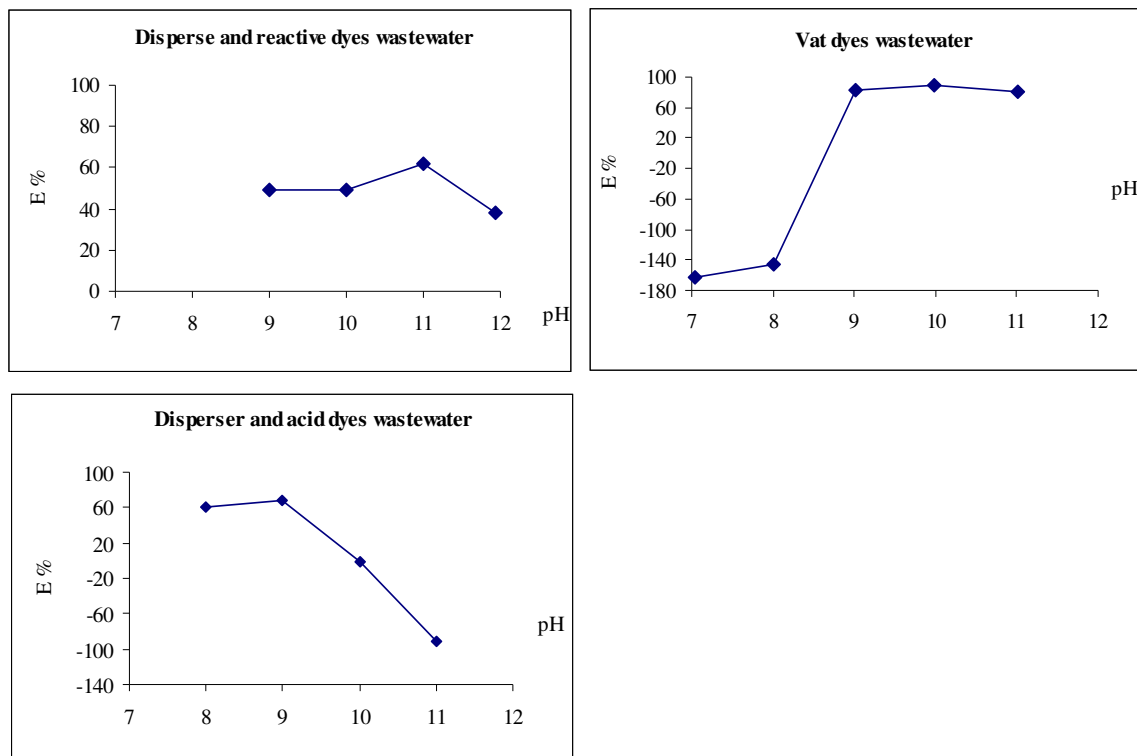 Disperse and reactive dyes wastewater
100
80
60
40
20
0
E %
7 8 9 10 11 12
pH
Vat dyes wastewater
100
60
20
-20
-60
-100
-140
-180
E %
7 8 9 10 11 12
pH
Disperser and acid dyes wastewater
100
60
20
-20
-60
-100
-140
E %
7 8 9 10 11 12
pH